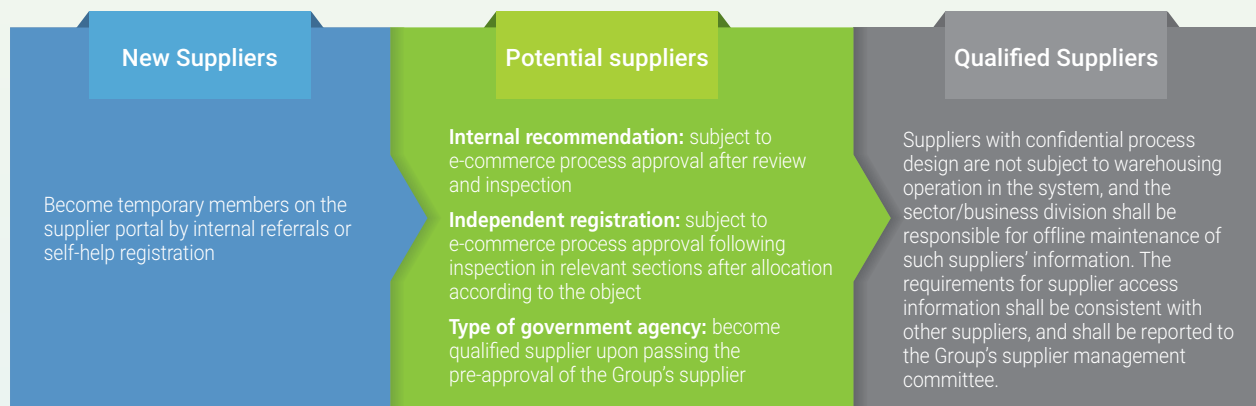 New Suppliers
Become temporary members on the
supplier portal by internal referrals or
self-help registration
Potential suppliers
Internal recommendation: subject to
e-commerce process approval after review
and inspection
Independent registration: subject to
e-commerce process approval following
inspection in relevant sections after allocation
according to the object
Type of government agency: become
qualified supplier upon passing the
pre-approval of the Group's supplier
Qualified Suppliers
Suppliers with confidential process
design are not subject to warehousing
operation in the system, and the
sector/business division shall be
responsible for offline maintenance of
such suppliers' information. The
requirements for supplier access
information shall be consistent with
other suppliers, and shall be reported to
the Group's supplier management
committee.